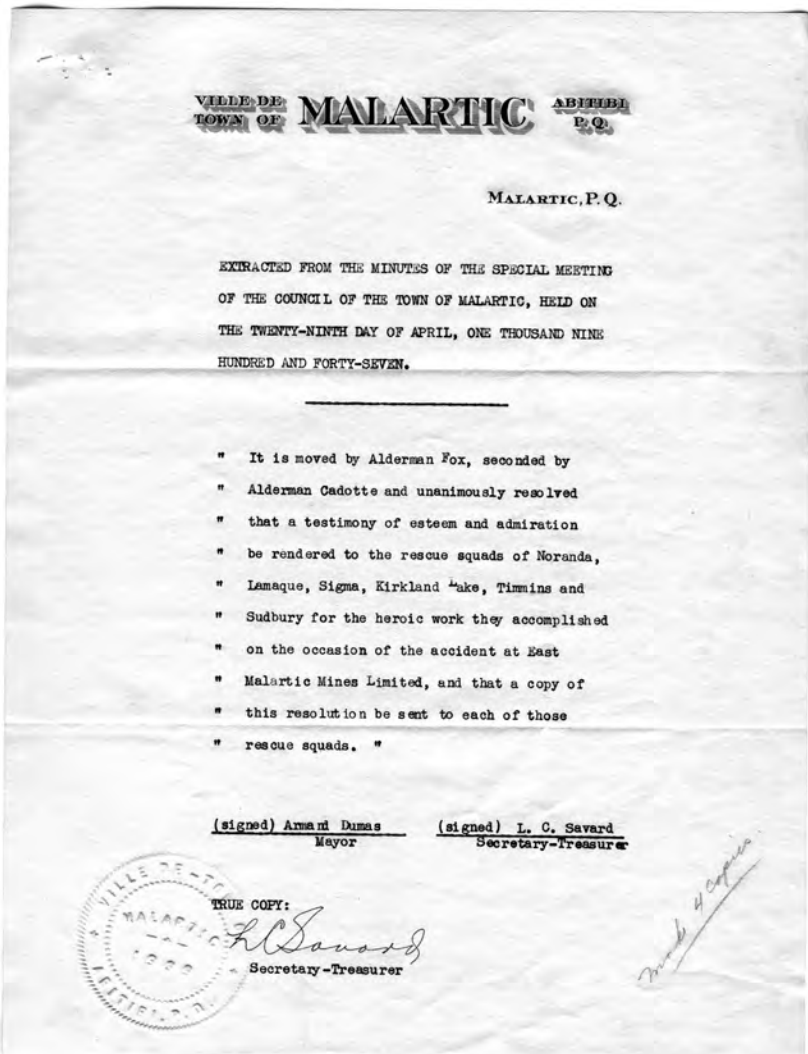 VILLE DE
TOWN OF
MALARTIC
ABITIBI
P.Q.
MALARTIC, P. Q.
EXTRACTED FROM THE MINUTES OF THE SPECIAL MEETING
OF THE COUNCIL OF THE TOWN OF MALARTIC, HELD ON
THE TWENTY-NINTH DAY OF APRIL, ONE THOUSAND NINE
HUNDRED AND FORTY-SEVEN.
" It is moved by Alderman Fox, seconded by
" Alderman Cadotte and unanimously resolved
" that a testimony of esteem and admiration
" be rendered to the rescue squads of Noranda,
" Lamaque, Sigma, Kirkland Lake, Timmins and
" Sudbury for the heroic work they accomplished
" on the occasion of the accident at East
" Malartic Mines Limited, and that a copy of
" this resolution be sent to each of those
" rescue squads. "
(signed) Armand Dumas (signed) L. C. Savard
Mayor Secretary-Treasurer
TRUE COPY:
L C Savard
Secretary-Treasurer
VILLE DE-TO
MALARTIC
1939
ABITIBI, P.Q.
made 4 copies